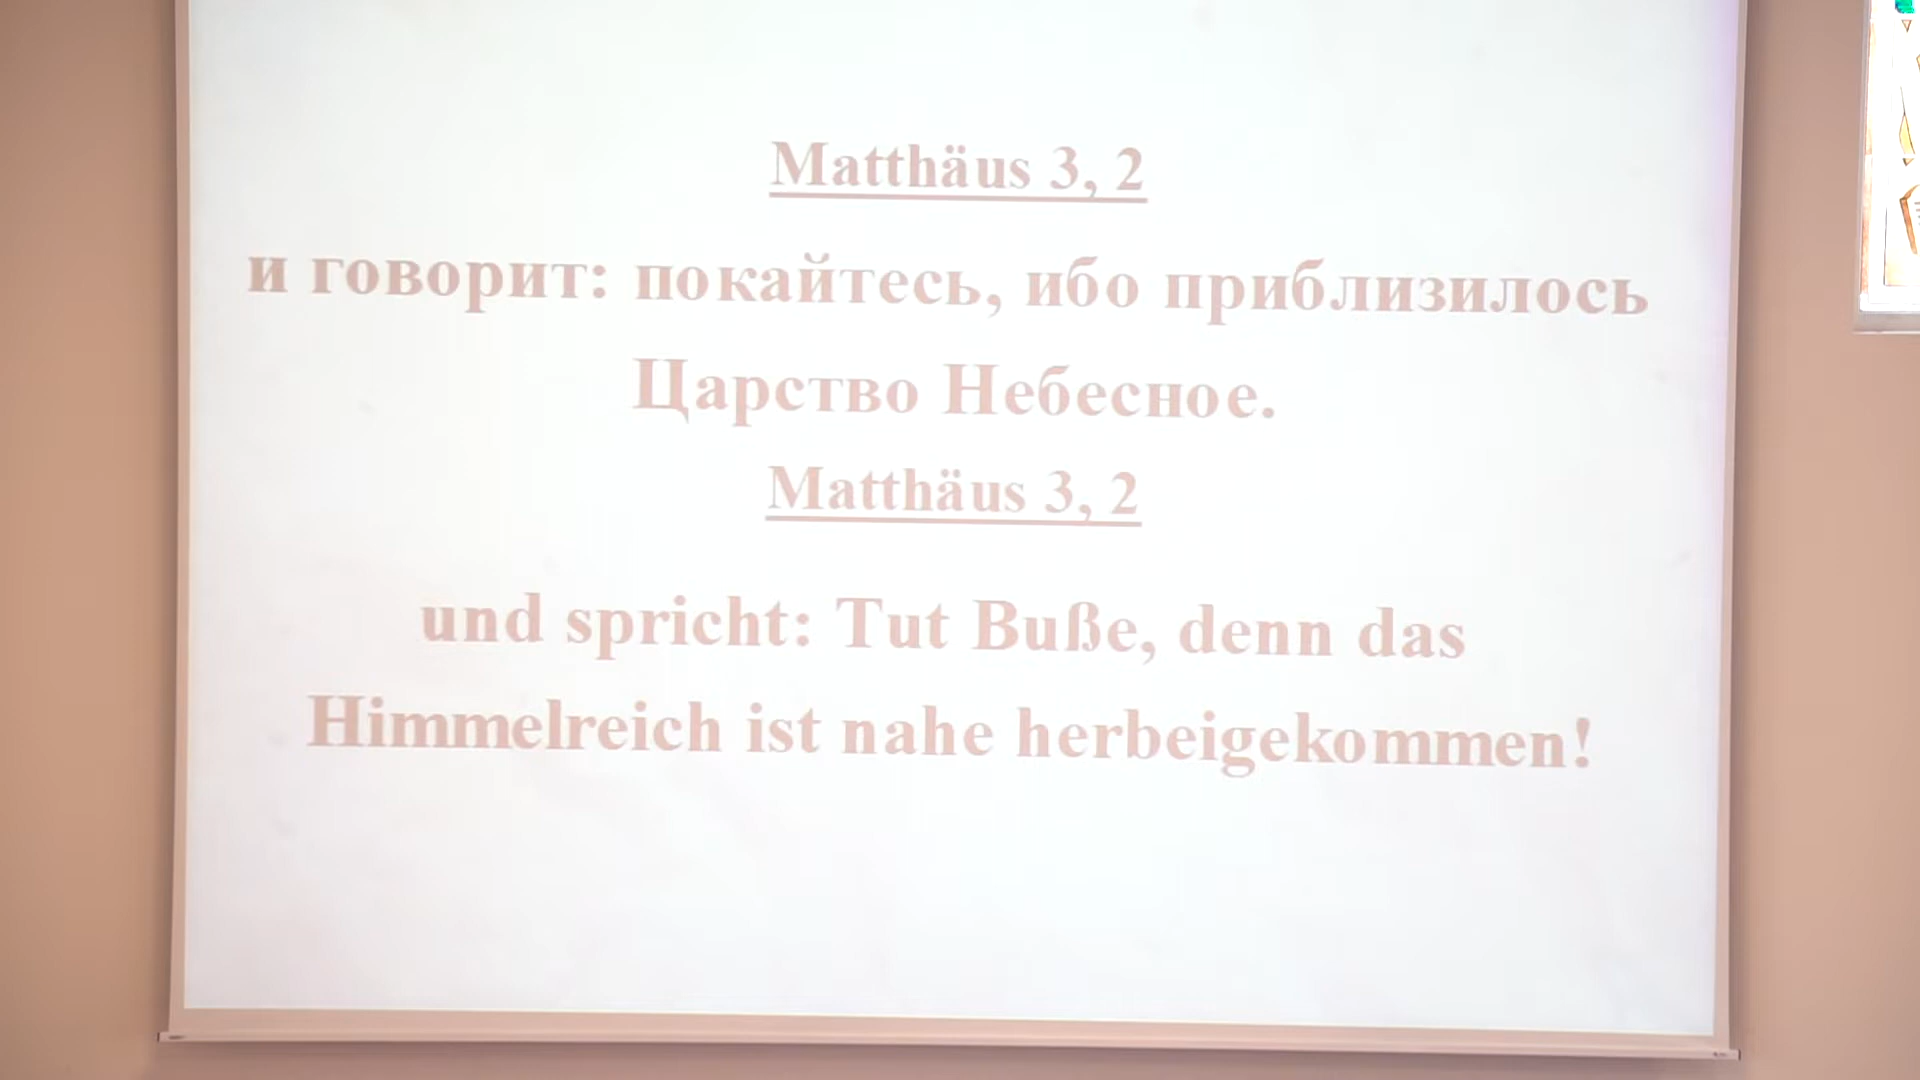 Matthäus 3, 2
и говорит: покайтесь, ибо приблизилось
Царство Небесное.
Matthäus 3, 2
und spricht: Tut Buße, denn das
Himmelreich ist nahe herbeigekommen!